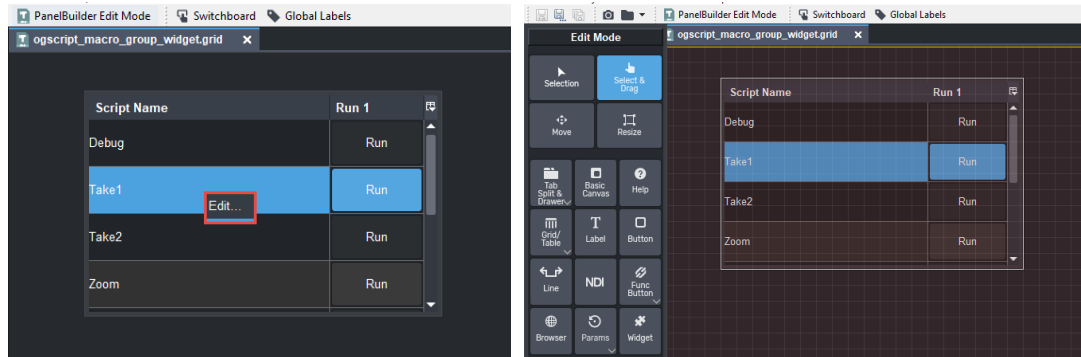 PanelBuilder Edit Mode Switchboard Global Labels
ogscript_macro_group_widget.grid X
Script Name Run 1
Debug Run
Take1 Run
Edit...
Take2 Run
Zoom Run
PanelBuilder Edit Mode Switchboard Global Labels
Edit Mode
ogscript_macro_group_widget.grid X
Selection Select &
Drag
Move Resize
Tab
Split &
Drawer
Basic
Canvas
Help
Grid/
Table
Label
Button
Line
NDI
Func
Button
Browser Params Widget
Script Name Run 1
Debug Run
Take1 Run
Take2 Run
Zoom Run